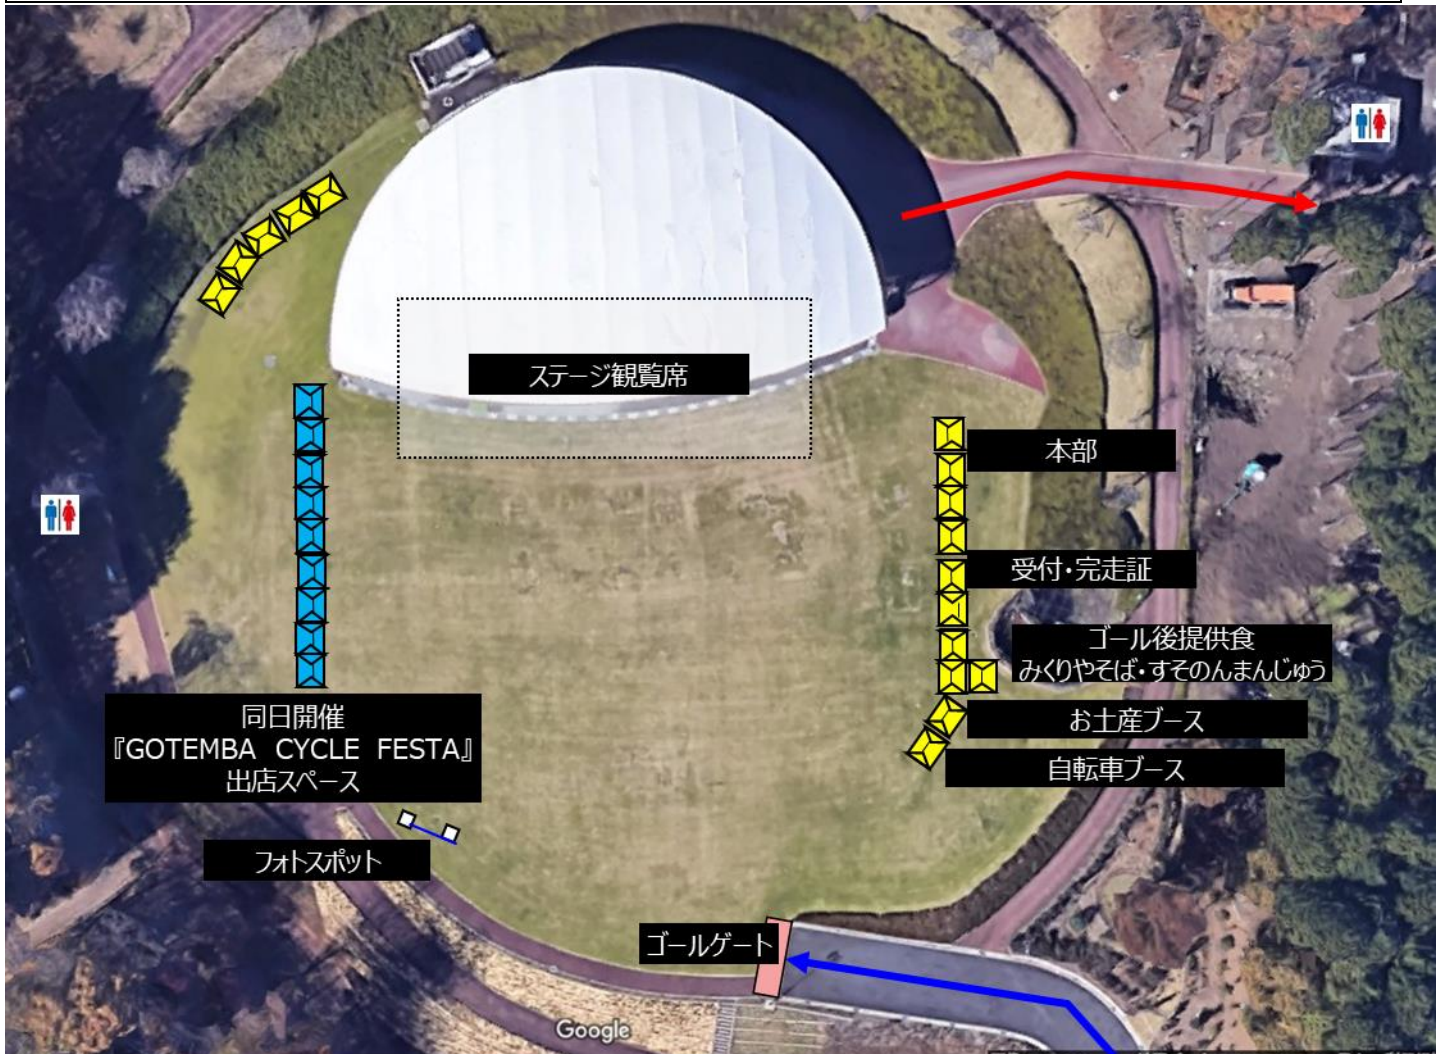 ステージ観覧席
本部
受付・完走証
ゴール後提供食
みくりやそば・すそのんまんじゅう
お土産ブース
自転車ブース
同日開催
『GOTEMBA CYCLE FESTA』
出店スペース
フォトスポット
ゴールゲート
Google